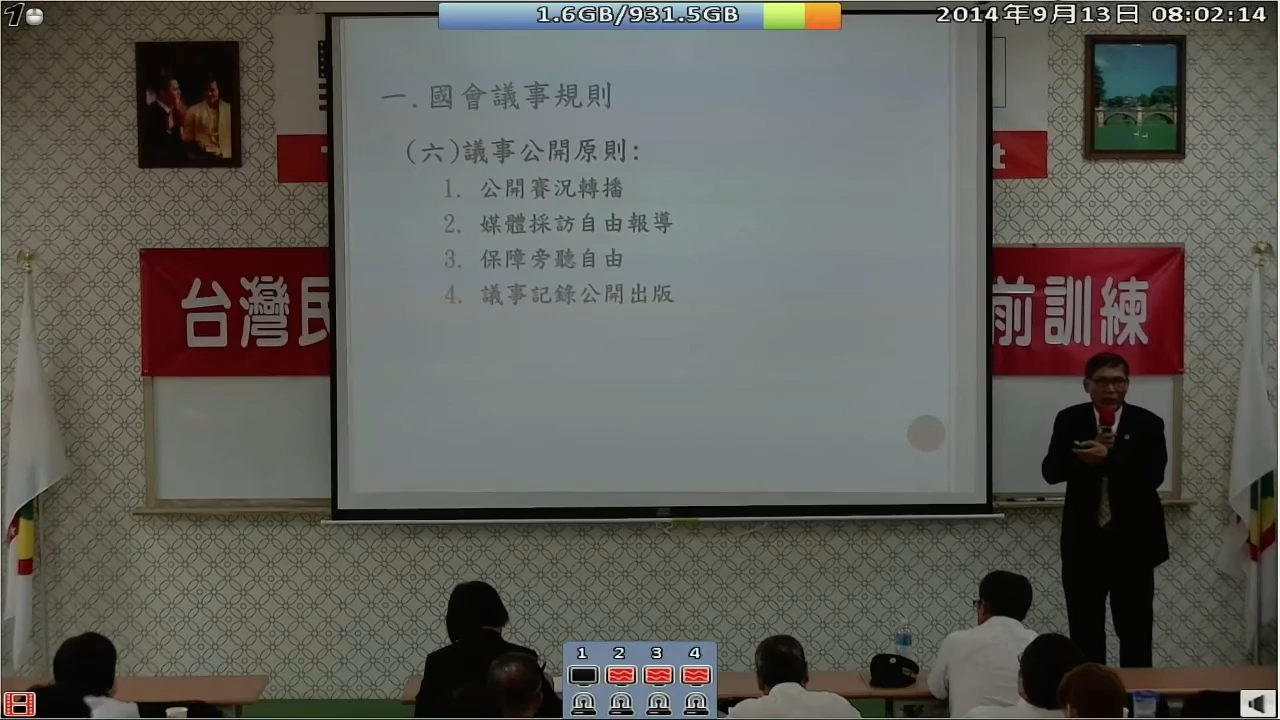 1
1.6GB/931.5GB
2014年9月13日 08:02:14
一.國會議事規則
(六)議事公開原則:
1. 公開賽況轉播
2. 媒體採訪自由報導
3. 保障旁聽自由
4. 議事記錄公開出版
t
台灣民
前訓練
1 2 3 4